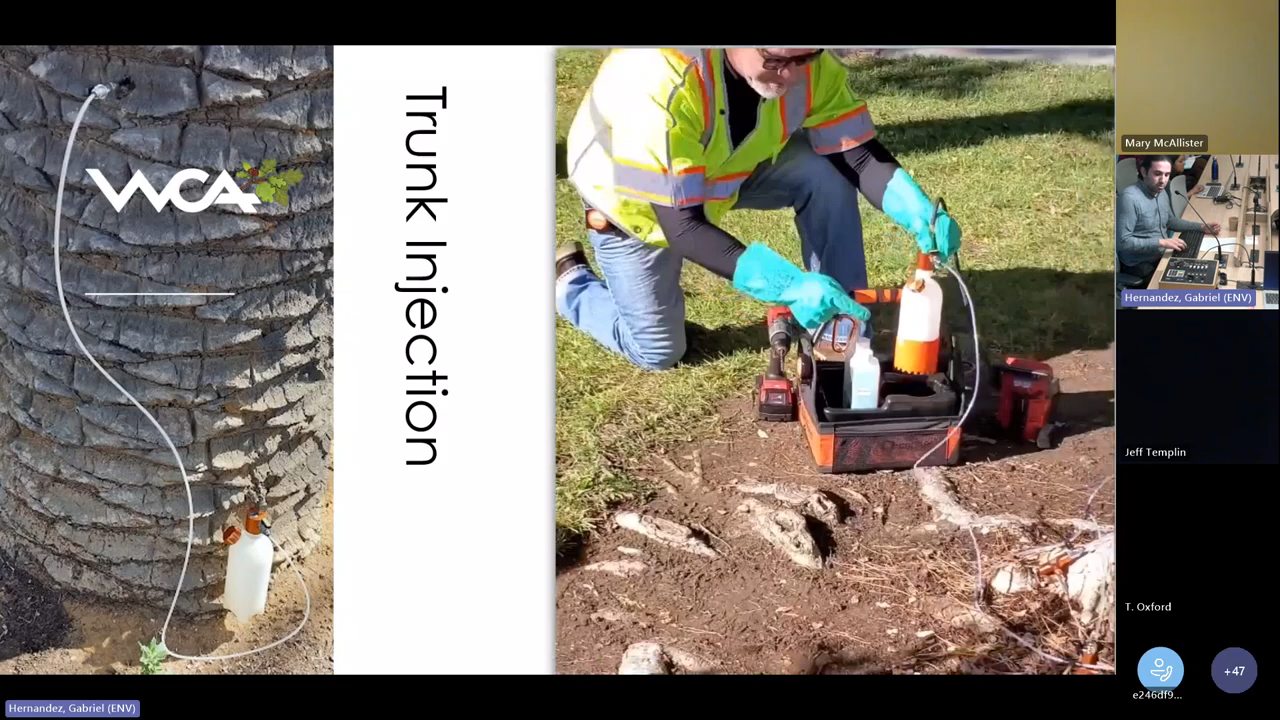 WCA
Trunk Injection
Mary McAllister
Hernandez, Gabriel (ENV)
Jeff Templin
T. Oxford
e246df9...
+47
Hernandez, Gabriel (ENV)